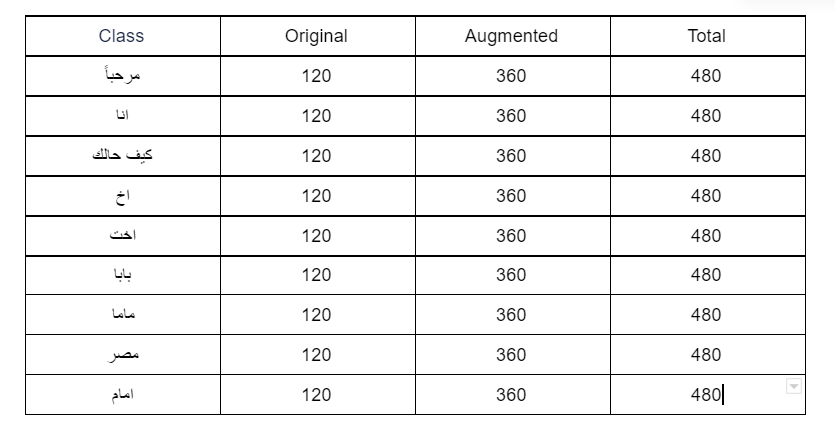 Class Original Augmented Total
مرحباً 120 360 480
انا 120 360 480
كيف حالك 120 360 480
اخ 120 360 480
اخت 120 360 480
بابا 120 360 480
ماما 120 360 480
مصر 120 360 480
امام 120 360 480